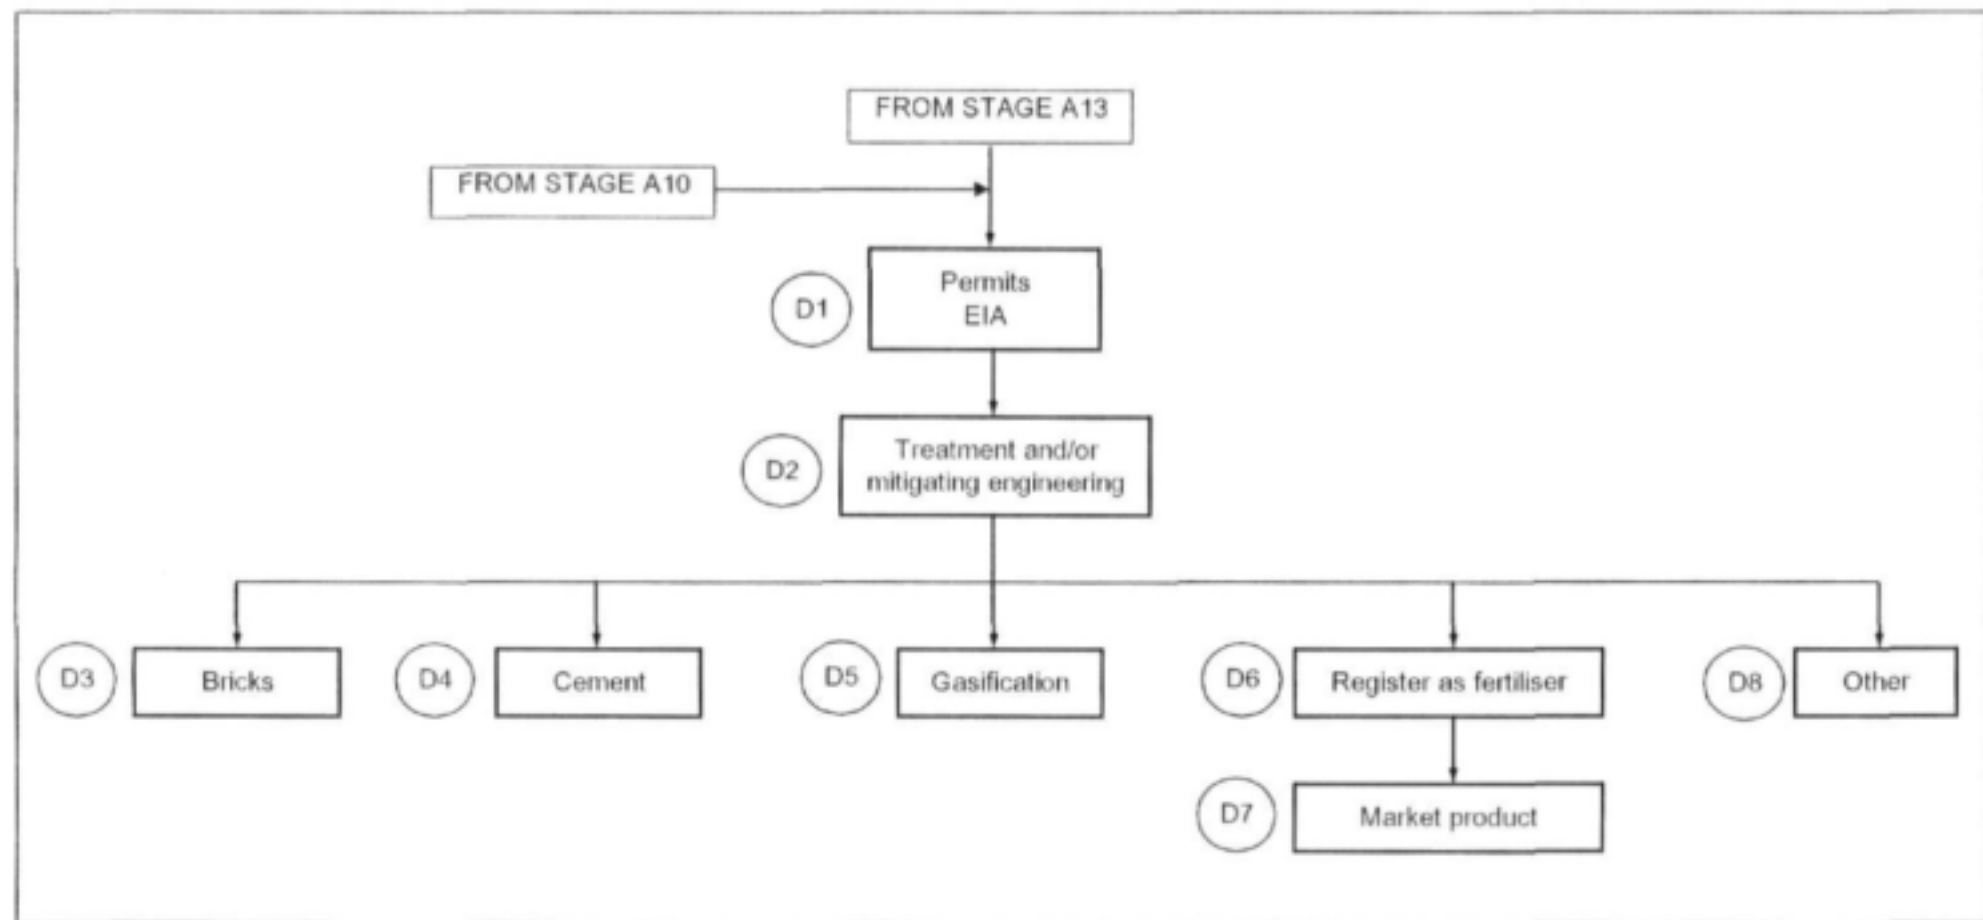 FROM STAGE A13
FROM STAGE A10
D1
Permits
EIA
D2
Treatment and/or
mitigating engineering
D3
Bricks
D4
Cement
D5
Gasification
D6
Register as fertiliser
D8
Other
D7
Market product